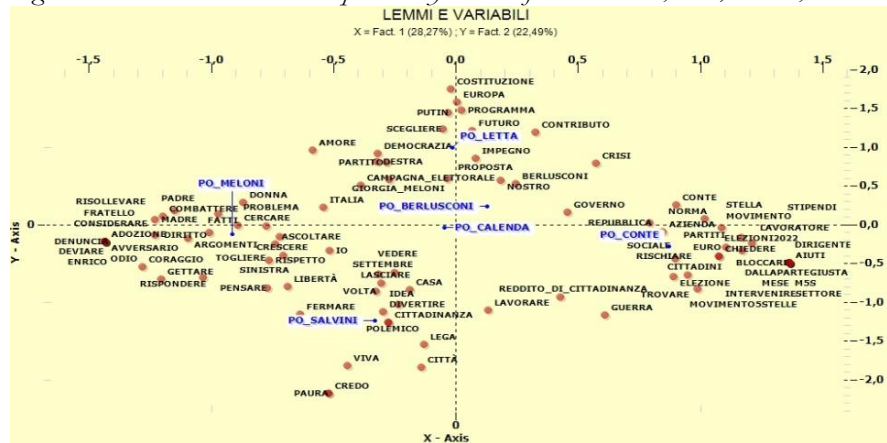 LEMMI E VARIABILI
X = Fact. 1 (28,27%) ; Y = Fact. 2 (22,49%)
-1,5 -1,0 -0,5 0,0 0,5 1,0 1,5
2,0
COSTITUZIONE
EUROPA
1,5
PUTIN PROGRAMMA
SCEGLIERE FUTURO CONTRIBUTO
PO_LETTA
AMORE DEMOCRAZIA IMPEGNO 1,0
PARTITO DESTRA CRISI
PROPOSTA
CAMPAGNA_ELETTORALE BERLUSCONI
PO_MELONI GIORGIA_MELONI NOSTRO 0,5
DONNA
RISOLLEVARE PADRE ITALIA PO_BERLUSCONI GOVERNO CONTE STELLA STIPENDI
FRATELLO COMBATTERE PROBLEMA NORMA MOVIMENTO
CONSIDERARE MADRE FATTI CERCARE PO_CALENDA REPUBBLICA AZIENDA LAVORATORE 0
ADOZIONE DIRITTO ASCOLTARE PO_CONTE PARTITI ELEZIONI2022
DENUNCIA ARGOMENTI CRESCERE IO SOCIALE EURO CHIEDERE DIRIGENTE
DEVIARE AVVERSARIO TOGLIERE RISPETTO VEDERE RISCHIARE BLOCCARE AIUTI
ENRICO ODIO CORAGGIO SINISTRA SETTEMBRE CITTADINI DALLAPARTEGIUSTA -0,5
GETTARE LASCIARE ELEZIONE MESE M5S
RISPONDERE PENSARE LIBERTÀ VOLTA IDEA CASA REDDITO_DI_CITTADINANZA TROVARE INTERVENIRE SETTORE
DIVERTIRE LAVORARE MOVIMENTO5STELLE -1,0
FERMARE CITTADINANZA GUERRA
PO_SALVINI
POLEMICO
LEGA -1,5
VIVA CITTÀ
CREDO -2,0
PAURA
X - Axis
Y - Axis